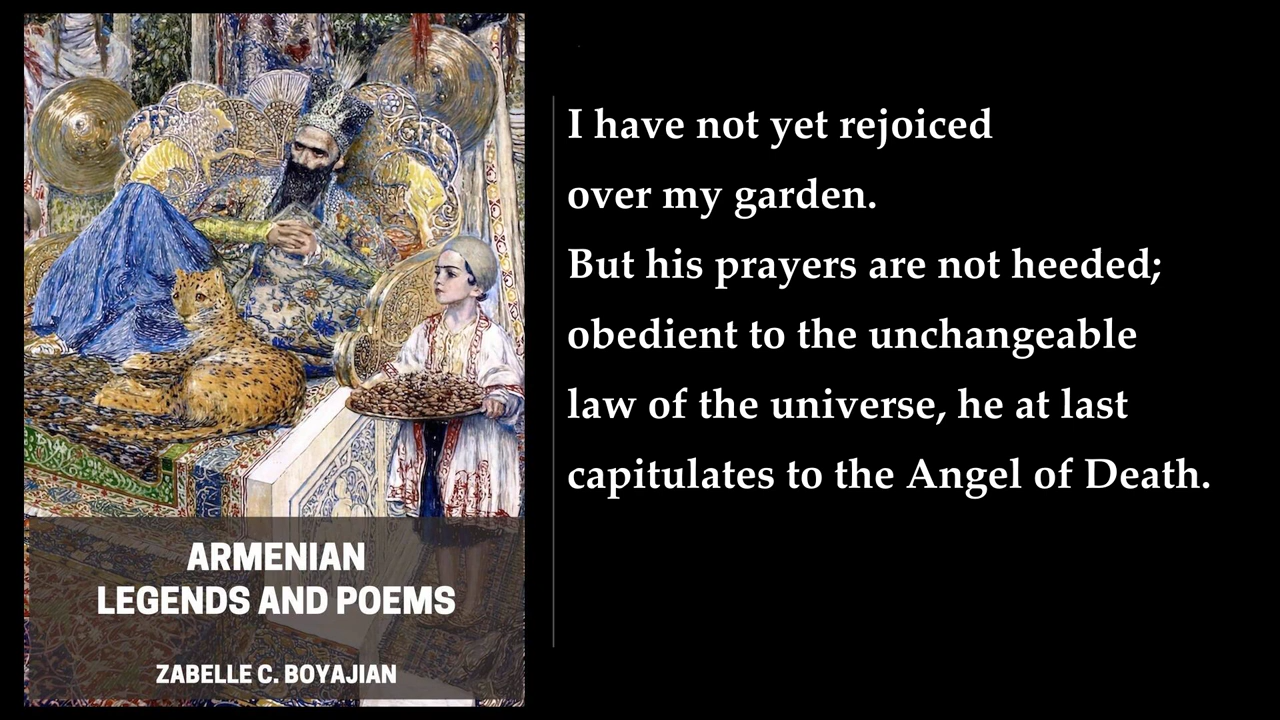 ARMENIAN
LEGENDS AND POEMS
ZABELLE C. BOYAJIAN
I have not yet rejoiced
over my garden.
But his prayers are not heeded;
obedient to the unchangeable
law of the universe, he at last
capitulates to the Angel of Death.